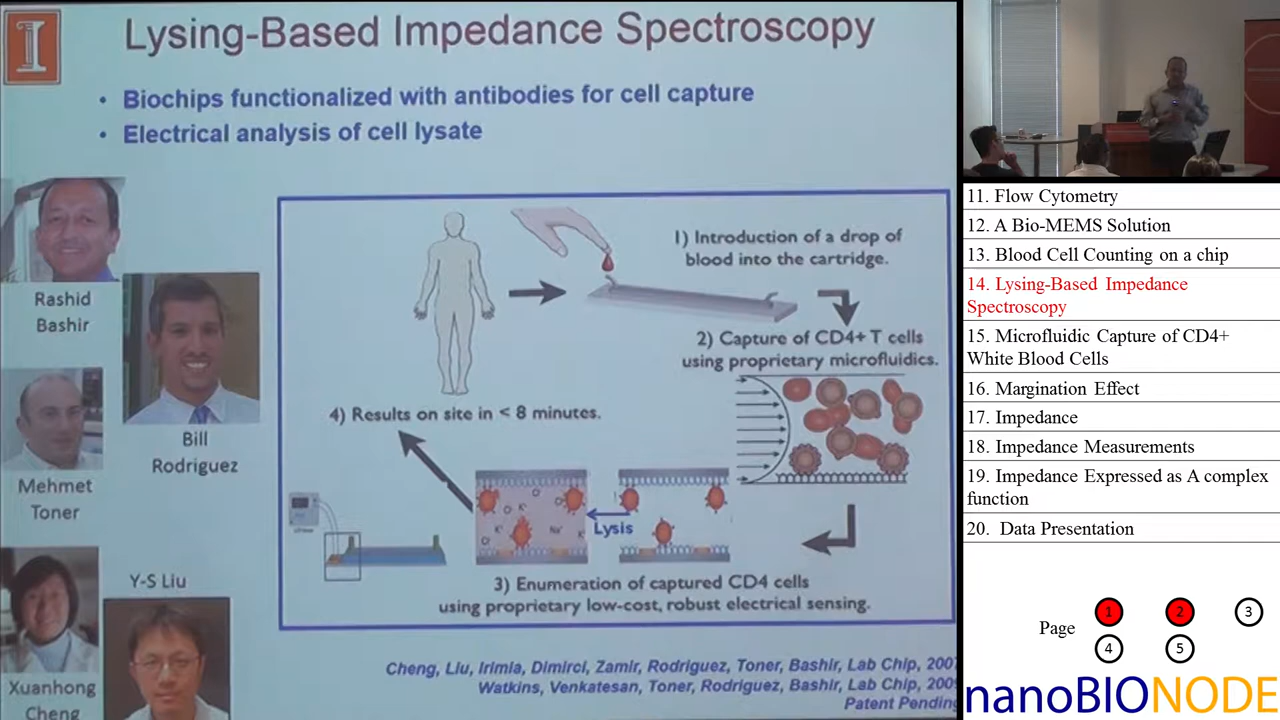 I
Lysing-Based Impedance Spectroscopy
• Biochips functionalized with antibodies for cell capture
• Electrical analysis of cell lysate
Rashid
Bashir
Bill
Rodriguez
Mehmet
Toner
Y-S Liu
Xuanhong
Cheng
1) Introduction of a drop of
blood into the cartridge.
2) Capture of CD4+ T cells
using proprietary microfluidics.
4) Results on site in < 8 minutes.
Lysis
K⁺
Na⁺
3) Enumeration of captured CD4 cells
using proprietary low-cost, robust electrical sensing.
Cheng, Liu, Irimia, Dimirci, Zamir, Rodriguez, Toner, Bashir, Lab Chip, 2007
Watkins, Venkatesan, Toner, Rodriguez, Bashir, Lab Chip, 2009
Patent Pending
11. Flow Cytometry
12. A Bio-MEMS Solution
13. Blood Cell Counting on a chip
14. Lysing-Based Impedance
Spectroscopy
15. Microfluidic Capture of CD4+
White Blood Cells
16. Margination Effect
17. Impedance
18. Impedance Measurements
19. Impedance Expressed as A complex
function
20. Data Presentation
Page
1 2 3
4 5
nanoBIONODE